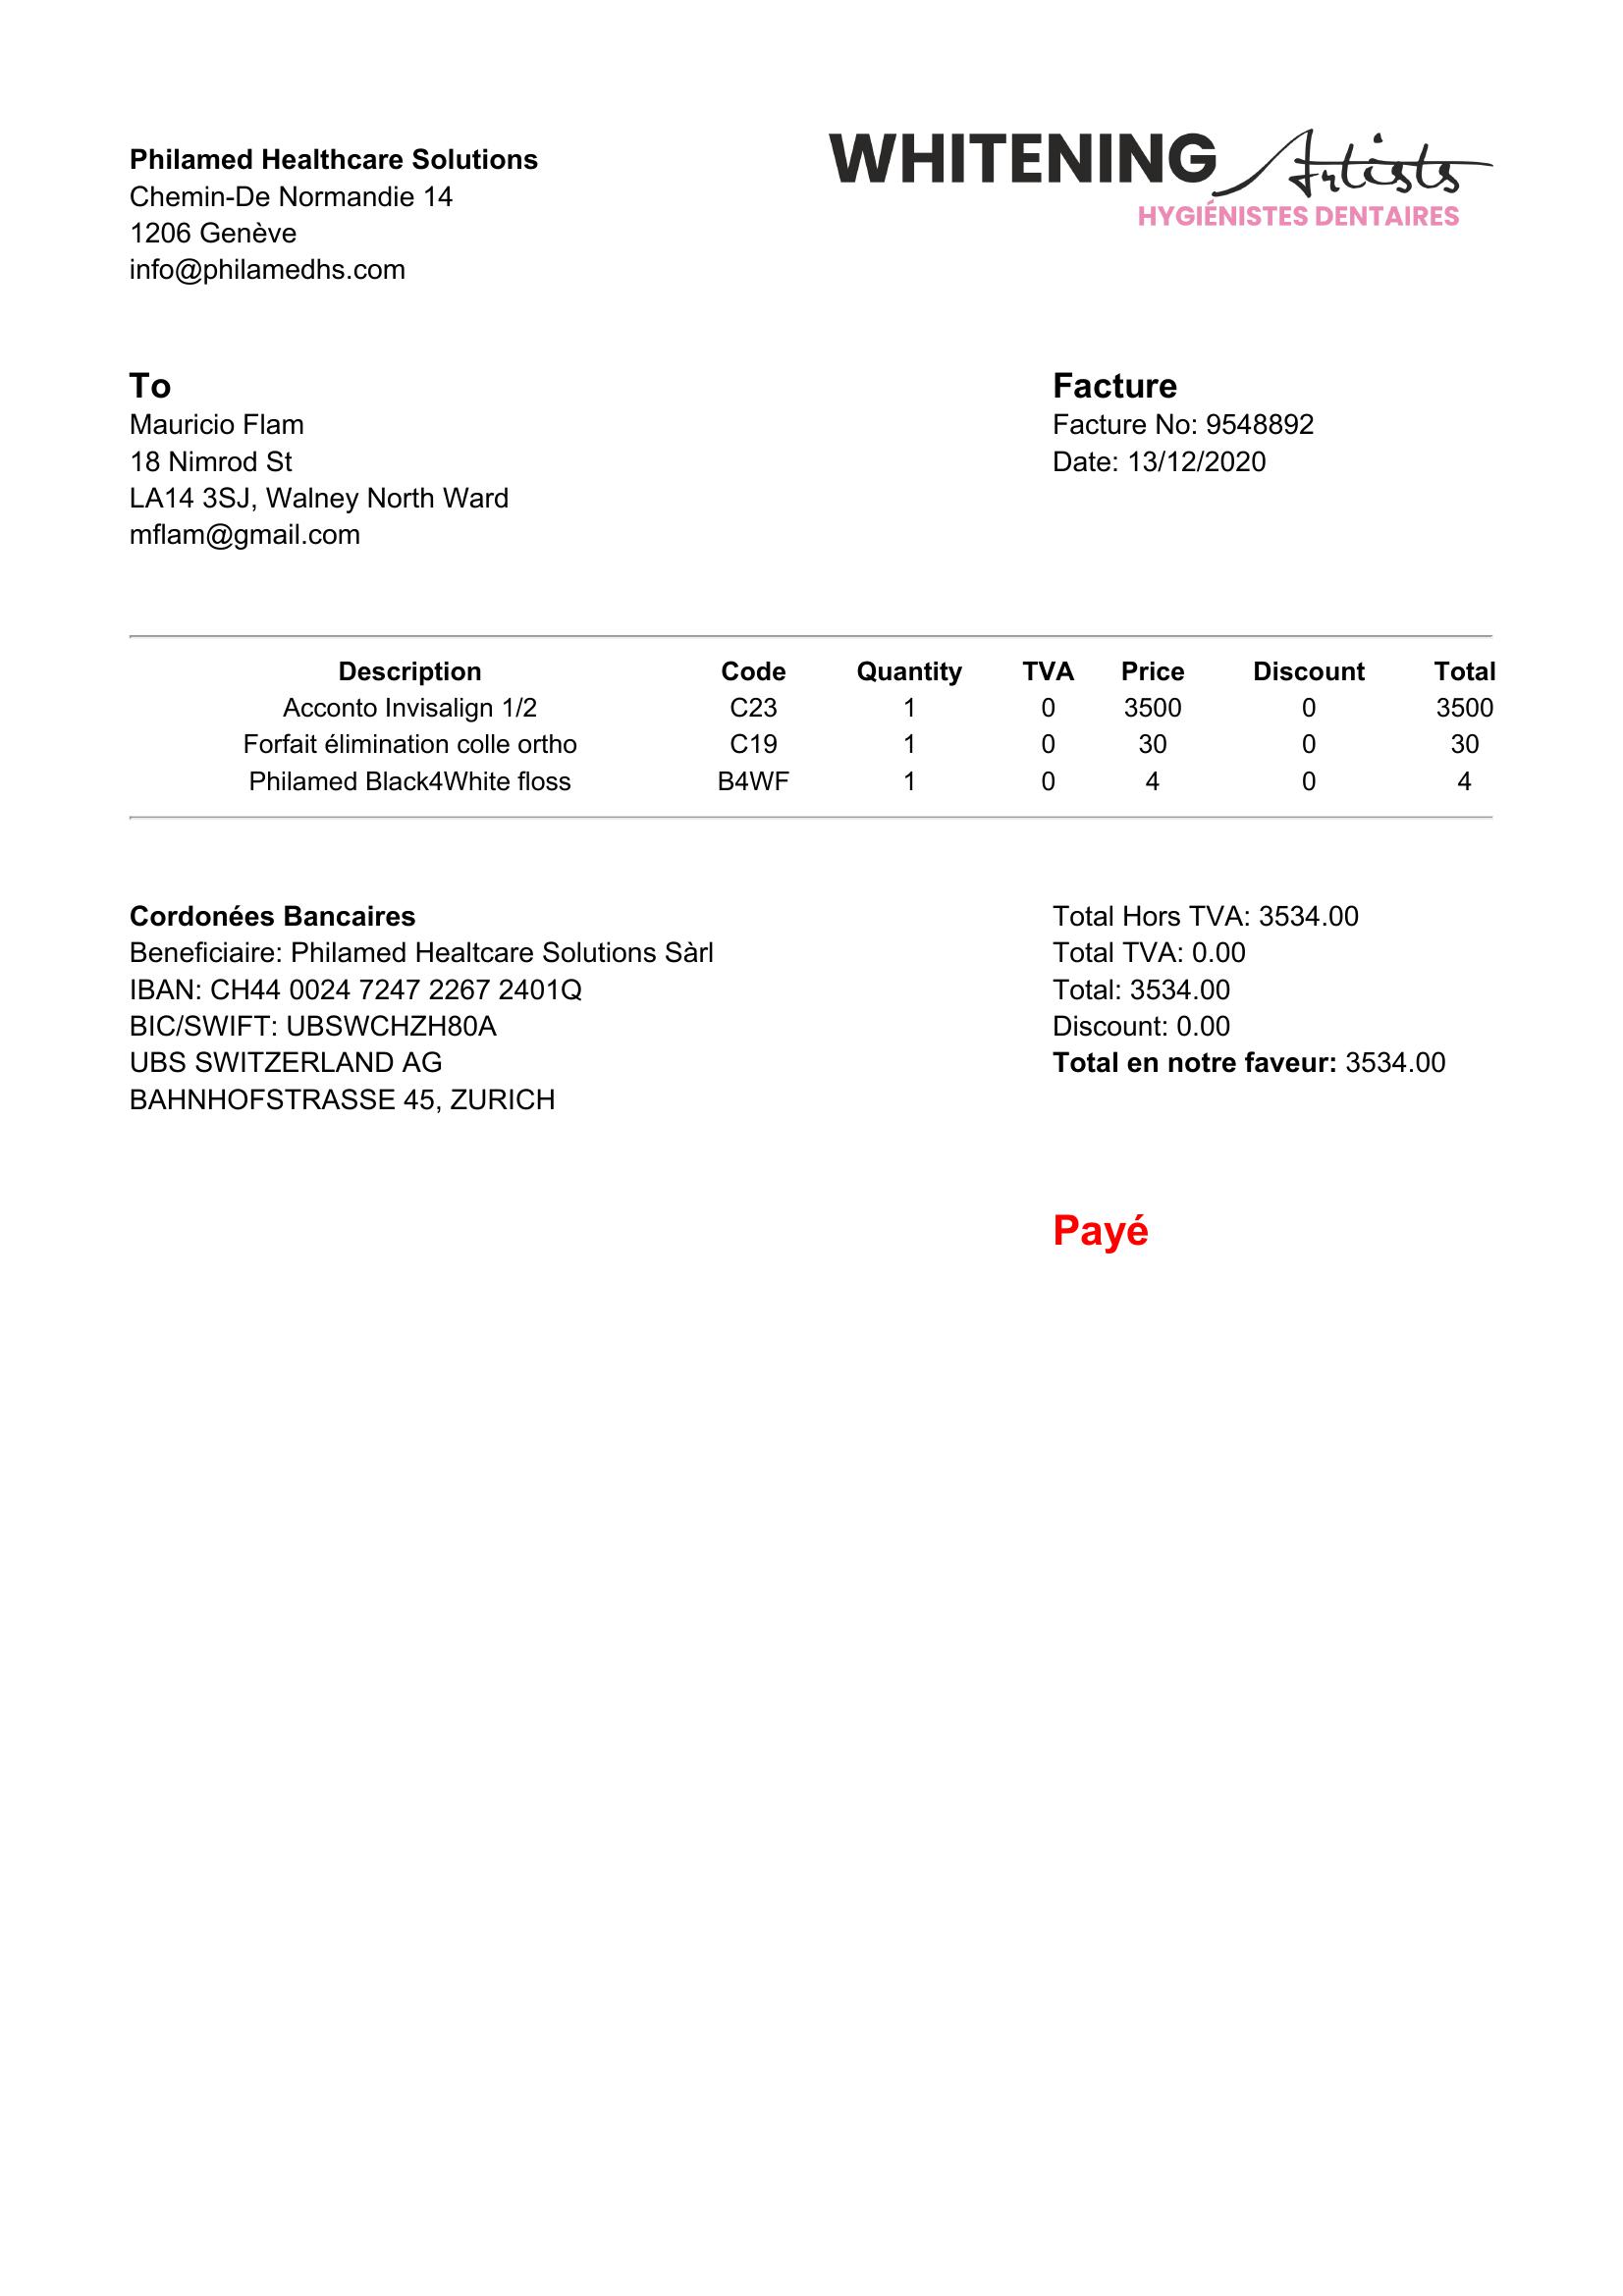 Philamed Healthcare Solutions
Chemin-De Normandie 14
1206 Genève
info@philamedhs.com
WHITENING Artists
HYGIÉNISTES DENTAIRES
To
Mauricio Flam
18 Nimrod St
LA14 3SJ, Walney North Ward
mflam@gmail.com
Facture
Facture No: 9548892
Date: 13/12/2020
Description Code Quantity TVA Price Discount Total
Acconto Invisalign 1/2 C23 1 0 3500 0 3500
Forfait élimination colle ortho C19 1 0 30 0 30
Philamed Black4White floss B4WF 1 0 4 0 4
Cordonées Bancaires
Beneficiaire: Philamed Healtcare Solutions Sàrl
IBAN: CH44 0024 7247 2267 2401Q
BIC/SWIFT: UBSWCHZH80A
UBS SWITZERLAND AG
BAHNHOFSTRASSE 45, ZURICH
Total Hors TVA: 3534.00
Total TVA: 0.00
Total: 3534.00
Discount: 0.00
Total en notre faveur: 3534.00
Payé